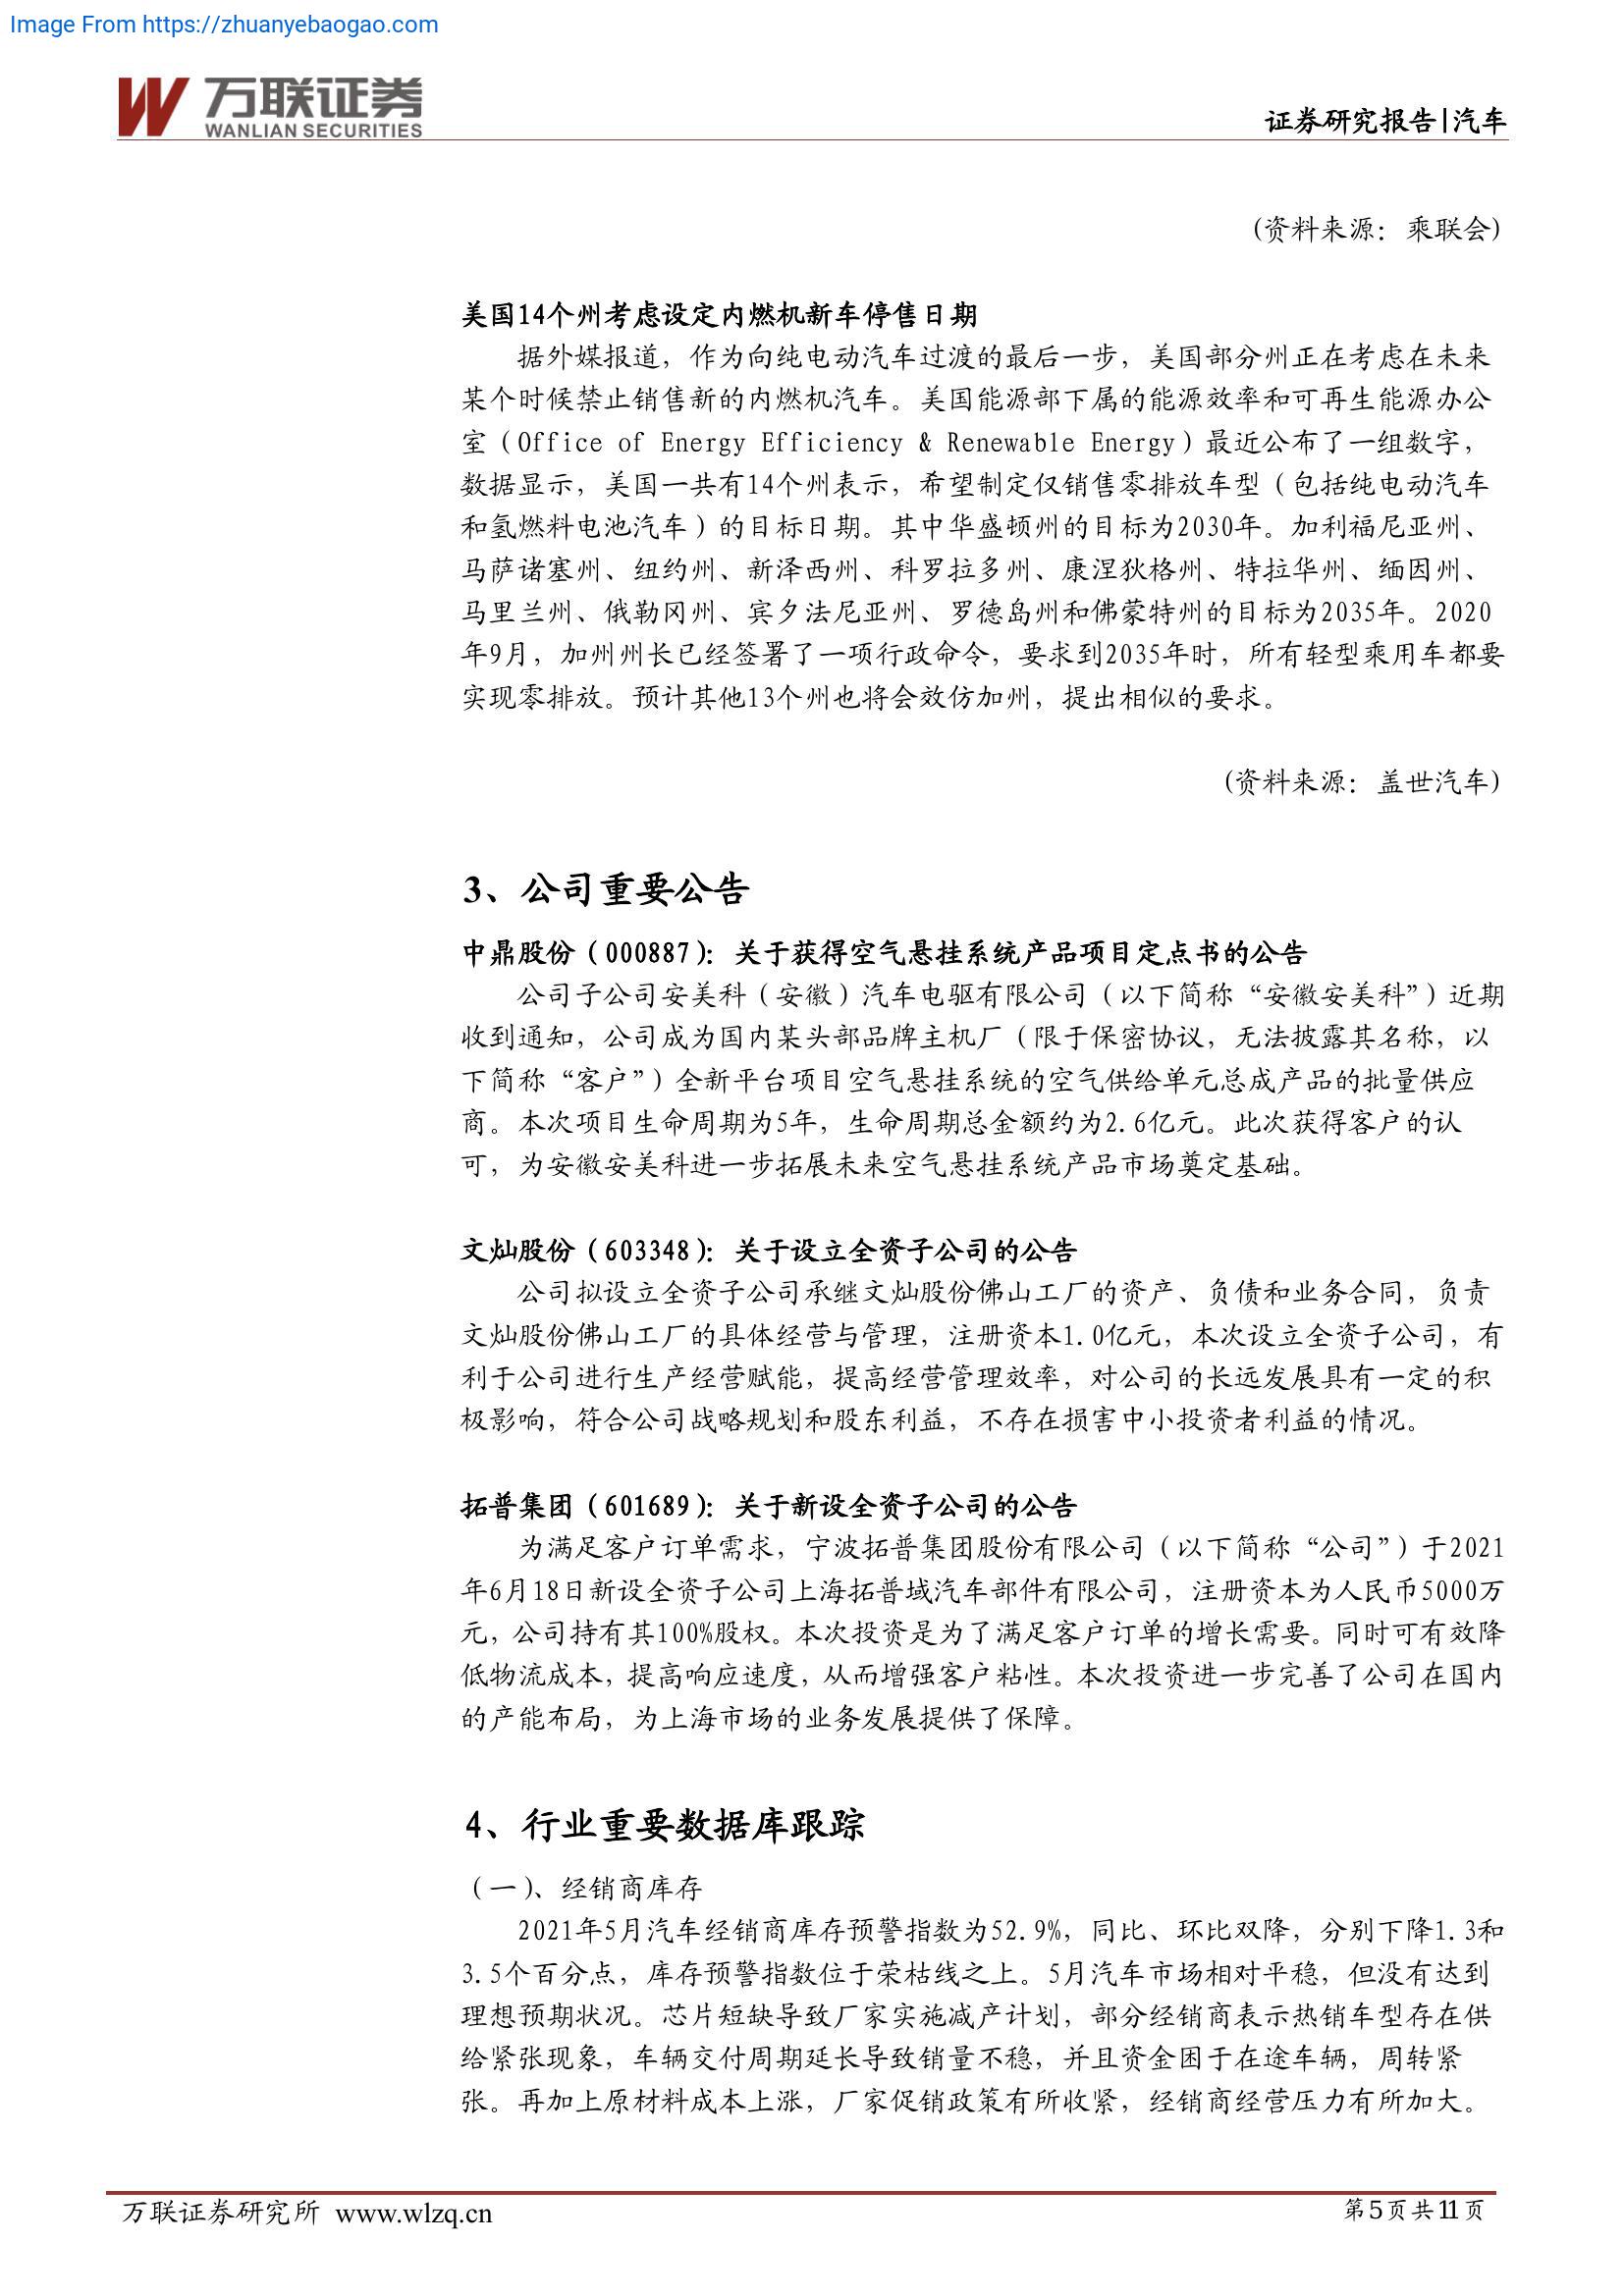 Image From https://zhuanyebaogao.com
万联证券
WANLIAN SECURITIES
证券研究报告|汽车
(资料来源：乘联会)
美国14个州考虑设定内燃机新车停售日期
据外媒报道，作为向纯电动汽车过渡的最后一步，美国部分州正在考虑在未来
某个时候禁止销售新的内燃机汽车。美国能源部下属的能源效率和可再生能源办公
室（Office of Energy Efficiency & Renewable Energy）最近公布了一组数字，
数据显示，美国一共有14个州表示，希望制定仅销售零排放车型（包括纯电动汽车
和氢燃料电池汽车）的目标日期。其中华盛顿州的目标为2030年。加利福尼亚州、
马萨诸塞州、纽约州、新泽西州、科罗拉多州、康涅狄格州、特拉华州、缅因州、
马里兰州、俄勒冈州、宾夕法尼亚州、罗德岛州和佛蒙特州的目标为2035年。2020
年9月，加州州长已经签署了一项行政命令，要求到2035年时，所有轻型乘用车都要
实现零排放。预计其他13个州也将会效仿加州，提出相似的要求。
(资料来源：盖世汽车)
3、公司重要公告
中鼎股份（000887）：关于获得空气悬挂系统产品项目定点书的公告
公司子公司安美科（安徽）汽车电驱有限公司（以下简称“安徽安美科”）近期
收到通知，公司成为国内某头部品牌主机厂（限于保密协议，无法披露其名称，以
下简称“客户”）全新平台项目空气悬挂系统的空气供给单元总成产品的批量供应
商。本次项目生命周期为5年，生命周期总金额约为2.6亿元。此次获得客户的认
可，为安徽安美科进一步拓展未来空气悬挂系统产品市场奠定基础。
文灿股份（603348）：关于设立全资子公司的公告
公司拟设立全资子公司承继文灿股份佛山工厂的资产、负债和业务合同，负责
文灿股份佛山工厂的具体经营与管理，注册资本1.0亿元，本次设立全资子公司，有
利于公司进行生产经营赋能，提高经营管理效率，对公司的长远发展具有一定的积
极影响，符合公司战略规划和股东利益，不存在损害中小投资者利益的情况。
拓普集团（601689）：关于新设全资子公司的公告
为满足客户订单需求，宁波拓普集团股份有限公司（以下简称“公司”）于2021
年6月18日新设全资子公司上海拓普域汽车部件有限公司，注册资本为人民币5000万
元，公司持有其100%股权。本次投资是为了满足客户订单的增长需要。同时可有效降
低物流成本，提高响应速度，从而增强客户粘性。本次投资进一步完善了公司在国内
的产能布局，为上海市场的业务发展提供了保障。
4、行业重要数据库跟踪
（一）、经销商库存
2021年5月汽车经销商库存预警指数为52.9%，同比、环比双降，分别下降1.3和
3.5个百分点，库存预警指数位于荣枯线之上。5月汽车市场相对平稳，但没有达到
理想预期状况。芯片短缺导致厂家实施减产计划，部分经销商表示热销车型存在供
给紧张现象，车辆交付周期延长导致销量不稳，并且资金困于在途车辆，周转紧
张。再加上原材料成本上涨，厂家促销政策有所收紧，经销商经营压力有所加大。
万联证券研究所 www.wlzq.cn
第5页共11页